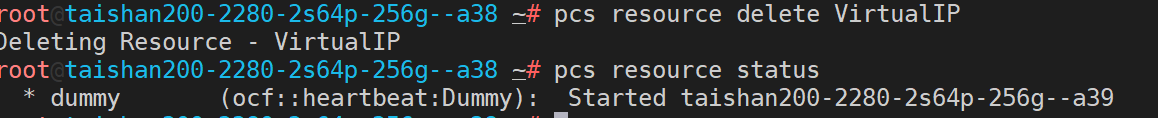 root@taishan200-2280-2s64p-256g--a38 ~# pcs resource delete VirtualIP
Deleting Resource - VirtualIP
root@taishan200-2280-2s64p-256g--a38 ~# pcs resource status
  * dummy      (ocf::heartbeat:Dummy):  Started taishan200-2280-2s64p-256g--a39